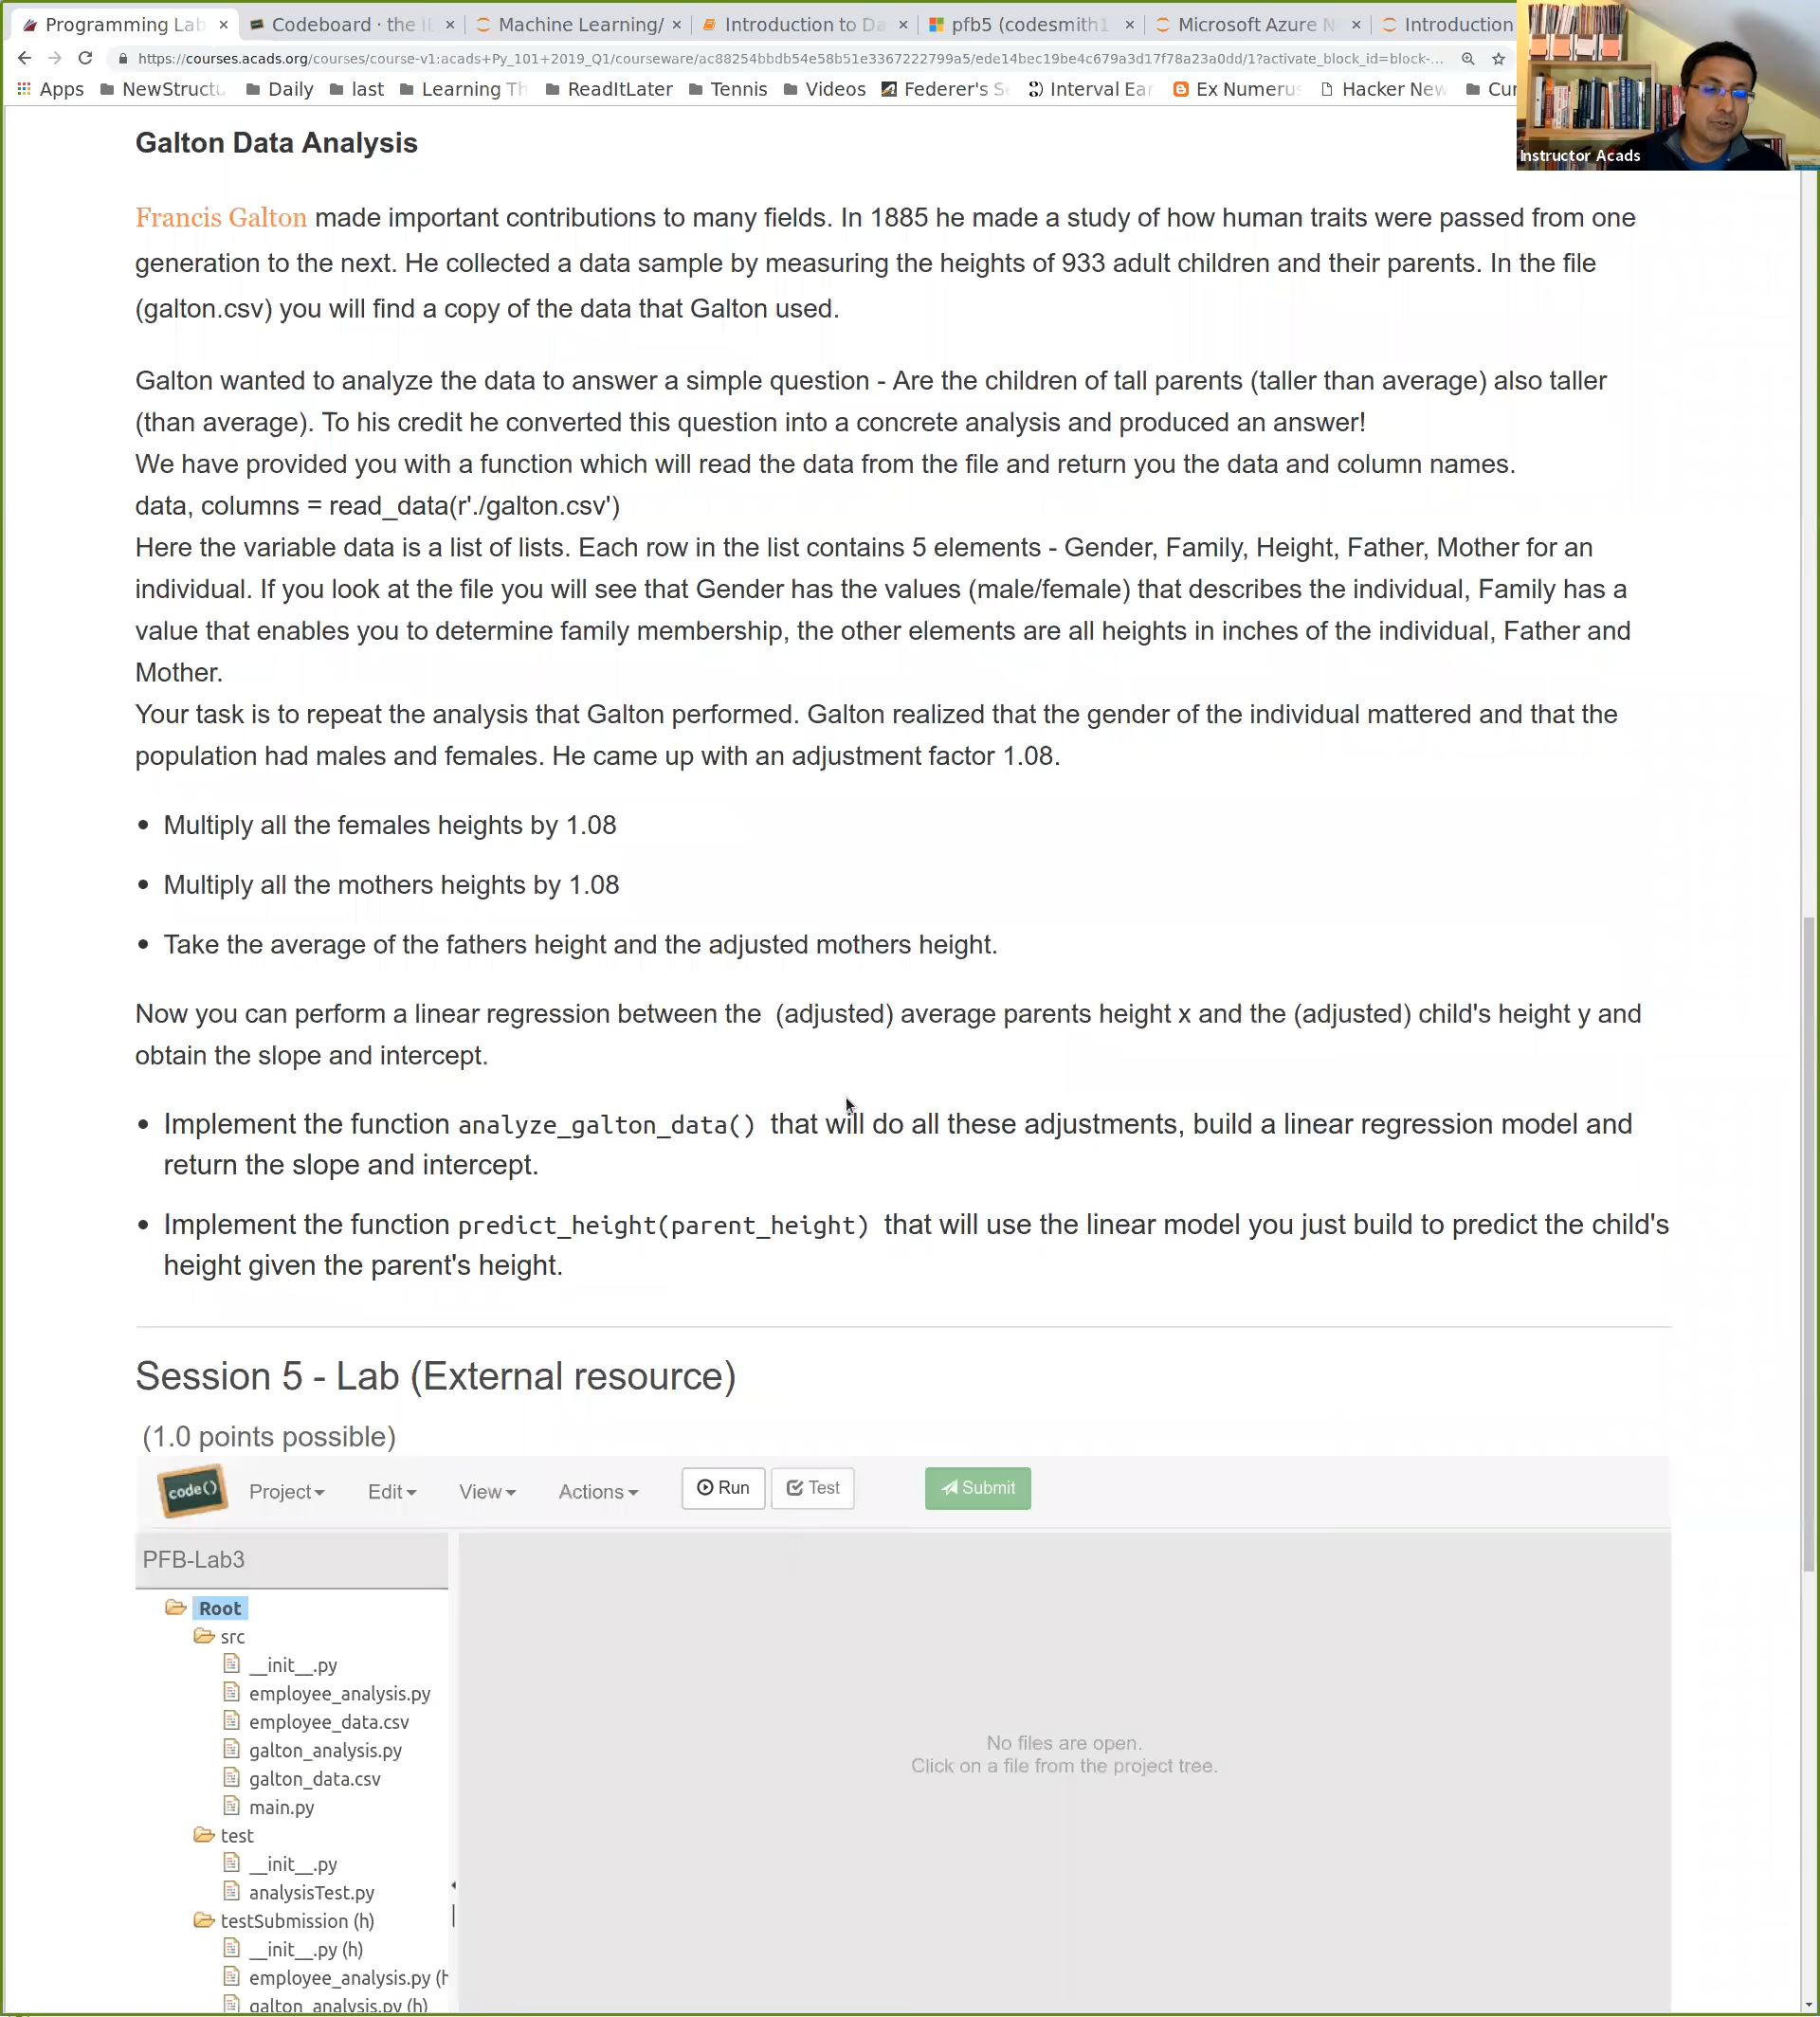 Programming Lab
Codeboard · the I
Machine Learning/
Introduction to Da
pfb5 (codesmith1
Microsoft Azure N
Introduction
https://courses.acads.org/courses/course-v1:acads+Py_101+2019_Q1/courseware/ac88254bbdb54e58b51e3367222799a5/ede14bec19be4c679a3d17f78a23a0dd/1?activate_block_id=block-...
Apps NewStructu Daily last Learning Th ReadItLater Tennis Videos Federer's S Interval Ear Ex Numerus Hacker New Cur
Instructor Acads
Galton Data Analysis
Francis Galton made important contributions to many fields. In 1885 he made a study of how human traits were passed from one
generation to the next. He collected a data sample by measuring the heights of 933 adult children and their parents. In the file
(galton.csv) you will find a copy of the data that Galton used.
Galton wanted to analyze the data to answer a simple question - Are the children of tall parents (taller than average) also taller
(than average). To his credit he converted this question into a concrete analysis and produced an answer!
We have provided you with a function which will read the data from the file and return you the data and column names.
data, columns = read_data(r'./galton.csv')
Here the variable data is a list of lists. Each row in the list contains 5 elements - Gender, Family, Height, Father, Mother for an
individual. If you look at the file you will see that Gender has the values (male/female) that describes the individual, Family has a
value that enables you to determine family membership, the other elements are all heights in inches of the individual, Father and
Mother.
Your task is to repeat the analysis that Galton performed. Galton realized that the gender of the individual mattered and that the
population had males and females. He came up with an adjustment factor 1.08.
• Multiply all the females heights by 1.08
• Multiply all the mothers heights by 1.08
• Take the average of the fathers height and the adjusted mothers height.
Now you can perform a linear regression between the (adjusted) average parents height x and the (adjusted) child's height y and
obtain the slope and intercept.
• Implement the function analyze_galton_data() that will do all these adjustments, build a linear regression model and
return the slope and intercept.
• Implement the function predict_height(parent_height) that will use the linear model you just build to predict the child's
height given the parent's height.
Session 5 - Lab (External resource)
(1.0 points possible)
code() Project Edit View Actions Run Test Submit
PFB-Lab3
Root
src
__init__.py
employee_analysis.py
employee_data.csv
galton_analysis.py
galton_data.csv
main.py
test
__init__.py
analysisTest.py
testSubmission (h)
__init__.py (h)
employee_analysis.py (h
galton_analysis.py (h)
No files are open.
Click on a file from the project tree.